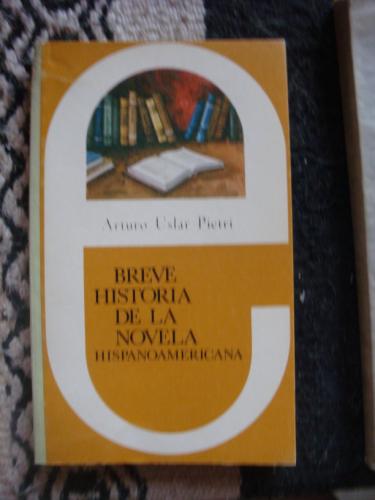 Arturo Uslar Pietri
BREVE
HISTORIA
DE LA
NOVELA
HISPANOAMERICANA